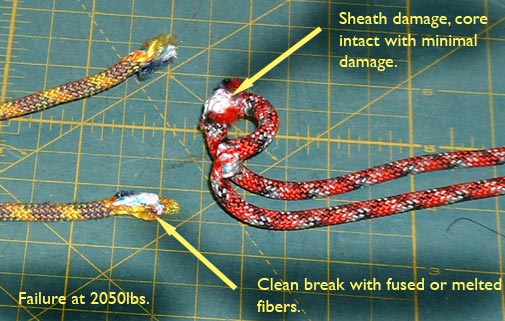 Sheath damage, core
intact with minimal
damage.
Clean break with fused or melted
fibers.
Failure at 2050lbs.